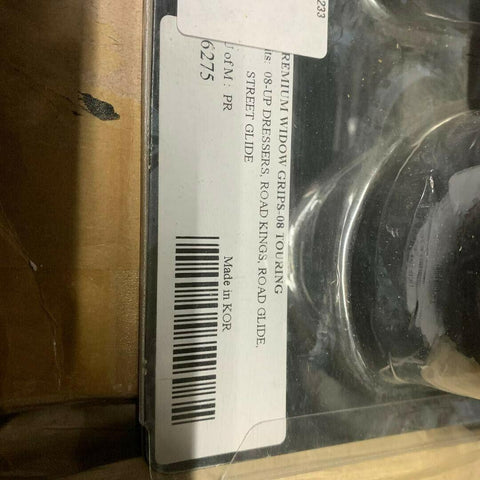 233
REMIUM WIDOW GRIPS-08 TOURING
ts: 08-UP DRESSERS, ROAD KINGS, ROAD GLIDE,
STREET GLIDE
U of M : PR
Made in KOR
6275